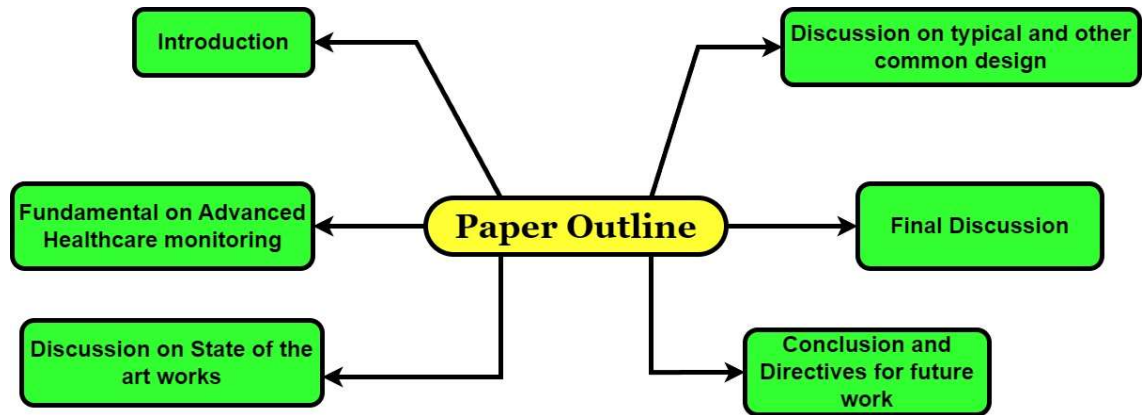 Introduction
Fundamental on Advanced
Healthcare monitoring
Discussion on State of the
art works
Paper Outline
Discussion on typical and other
common design
Final Discussion
Conclusion and
Directives for future
work